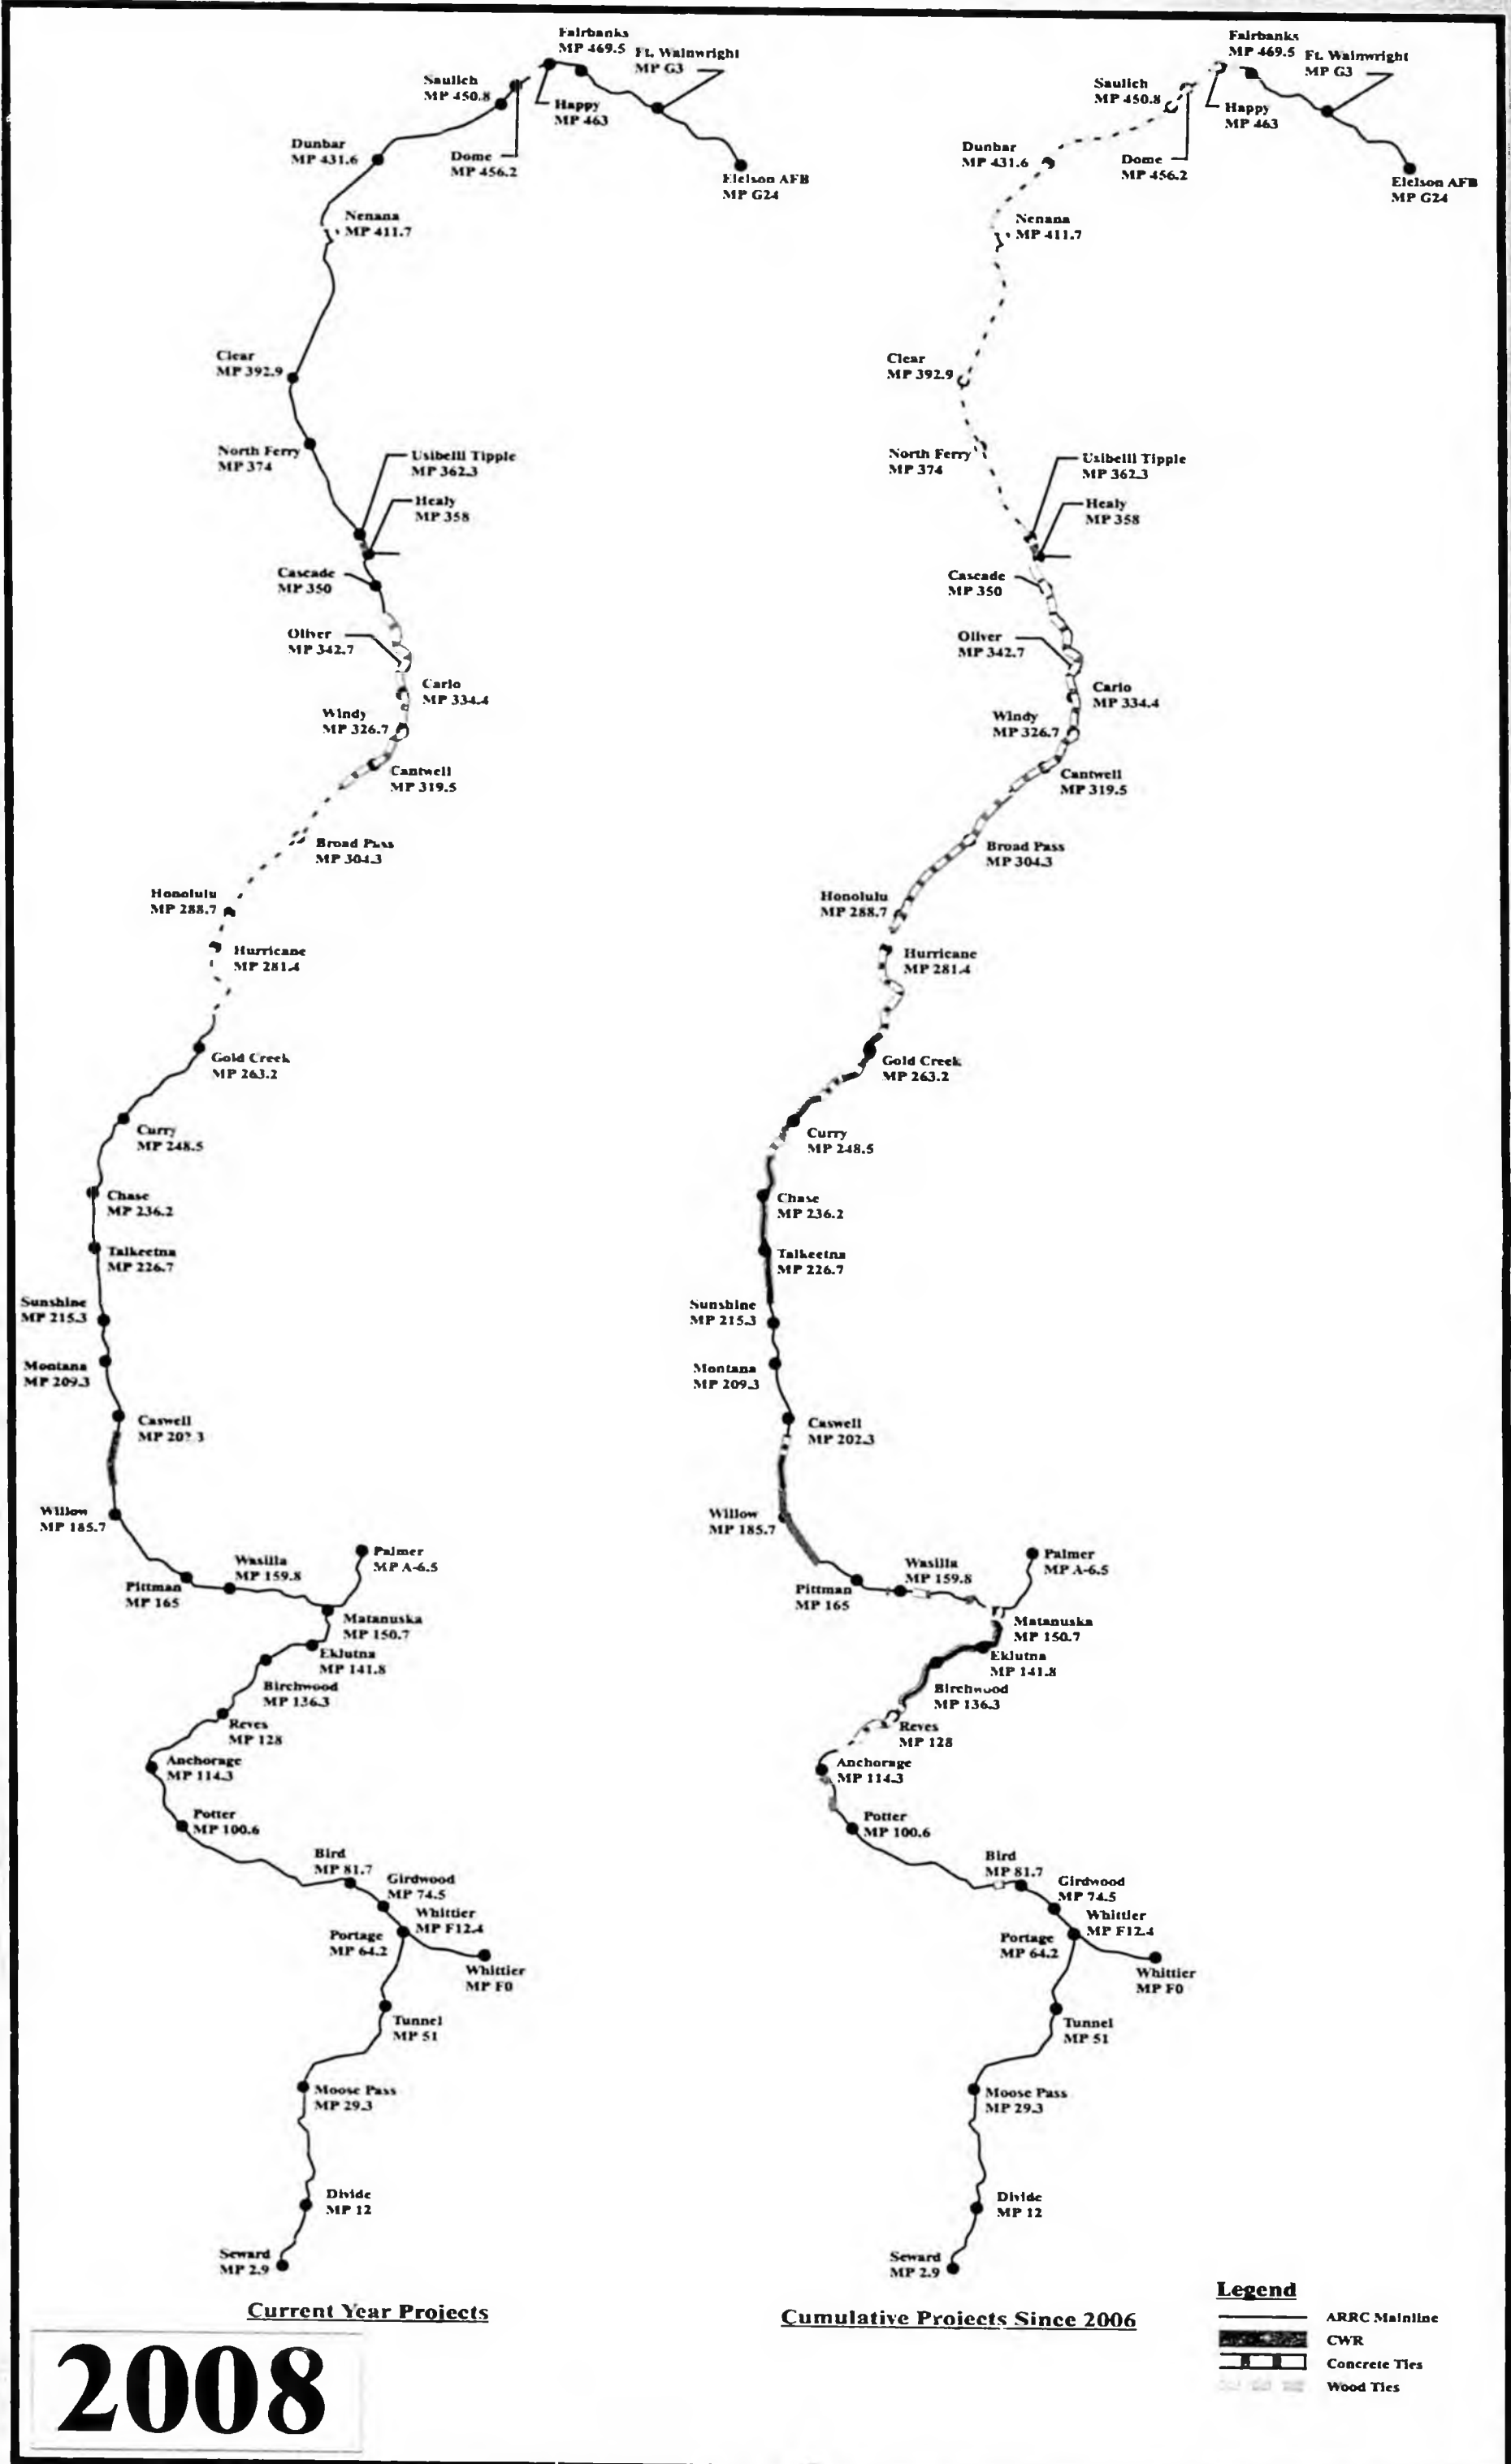 Fairbanks
MP 469.5
Ft. Wainwright
MP G3
Saulich
MP 450.8
Happy
MP 463
Dunbar
MP 431.6
Dome
MP 456.2
Eielson AFB
MP G24
Nenana
MP 411.7
Clear
MP 392.9
North Ferry
MP 374
Usibelli Tipple
MP 362.3
Healy
MP 358
Cascade
MP 350
Oliver
MP 342.7
Carlo
MP 334.4
Windy
MP 326.7
Cantwell
MP 319.5
Broad Pass
MP 304.3
Honolulu
MP 288.7
Hurricane
MP 281.4
Gold Creek
MP 263.2
Curry
MP 248.5
Chase
MP 236.2
Talkeetna
MP 226.7
Sunshine
MP 215.3
Montana
MP 209.3
Caswell
MP 202.3
Willow
MP 185.7
Palmer
MP A-6.5
Wasilla
MP 159.8
Pittman
MP 165
Matanuska
MP 150.7
Eklutna
MP 141.8
Birchwood
MP 136.3
Reves
MP 128
Anchorage
MP 114.3
Potter
MP 100.6
Bird
MP 81.7
Girdwood
MP 74.5
Whittier
MP F12.4
Portage
MP 64.2
Whittier
MP F0
Tunnel
MP 51
Moose Pass
MP 29.3
Divide
MP 12
Seward
MP 2.9
Current Year Projects
2008
Fairbanks
MP 469.5
Ft. Wainwright
MP G3
Saulich
MP 450.8
Happy
MP 463
Dunbar
MP 431.6
Dome
MP 456.2
Eielson AFB
MP G24
Nenana
MP 411.7
Clear
MP 392.9
North Ferry
MP 374
Usibelli Tipple
MP 362.3
Healy
MP 358
Cascade
MP 350
Oliver
MP 342.7
Carlo
MP 334.4
Windy
MP 326.7
Cantwell
MP 319.5
Broad Pass
MP 304.3
Honolulu
MP 288.7
Hurricane
MP 281.4
Gold Creek
MP 263.2
Curry
MP 248.5
Chase
MP 236.2
Talkeetna
MP 226.7
Sunshine
MP 215.3
Montana
MP 209.3
Caswell
MP 202.3
Willow
MP 185.7
Palmer
MP A-6.5
Wasilla
MP 159.8
Pittman
MP 165
Matanuska
MP 150.7
Eklutna
MP 141.8
Birchwood
MP 136.3
Reves
MP 128
Anchorage
MP 114.3
Potter
MP 100.6
Bird
MP 81.7
Girdwood
MP 74.5
Whittier
MP F12.4
Portage
MP 64.2
Whittier
MP F0
Tunnel
MP 51
Moose Pass
MP 29.3
Divide
MP 12
Seward
MP 2.9
Cumulative Projects Since 2006
Legend
ARRC Mainline
CWR
Concrete Ties
Wood Ties